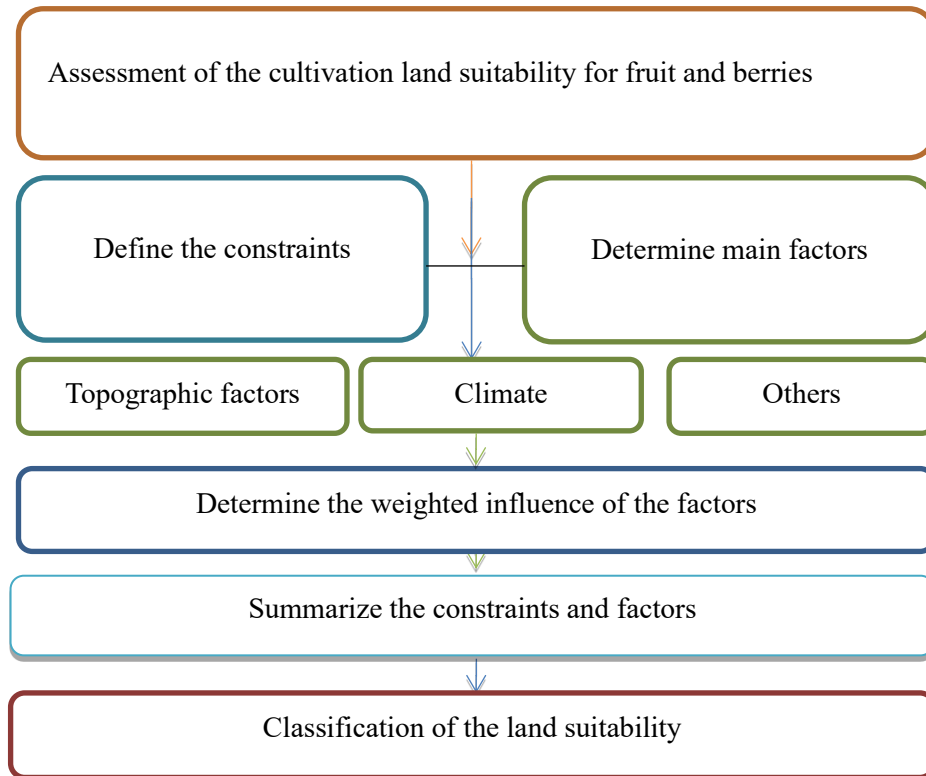 Assessment of the cultivation land suitability for fruit and berries
Define the constraints
Determine main factors
Topographic factors
Climate
Others
Determine the weighted influence of the factors
Summarize the constraints and factors
Classification of the land suitability